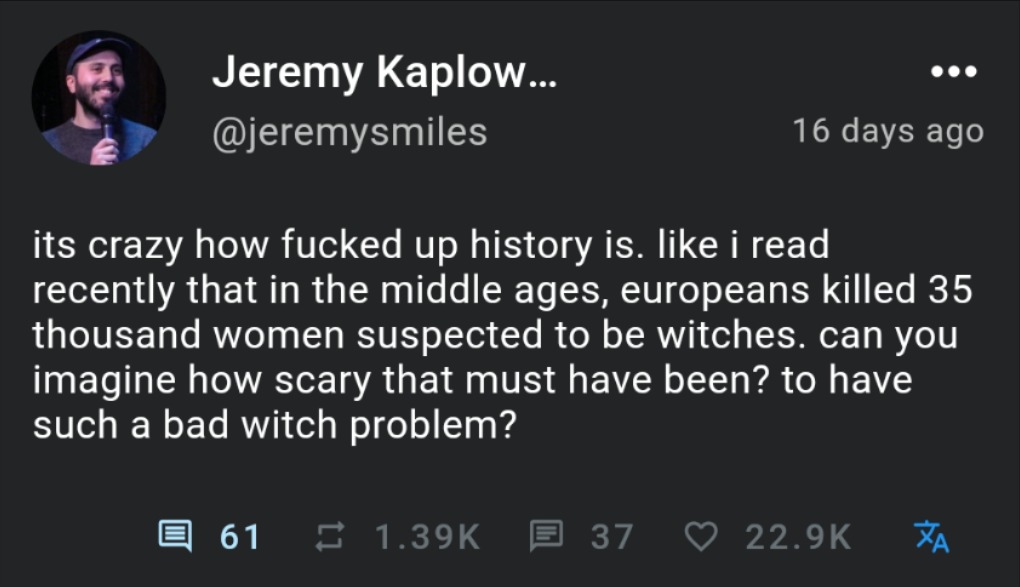 Jeremy Kaplow...
@jeremysmiles
16 days ago
its crazy how fucked up history is. like i read
recently that in the middle ages, europeans killed 35
thousand women suspected to be witches. can you
imagine how scary that must have been? to have
such a bad witch problem?
61 1.39K 37 22.9K